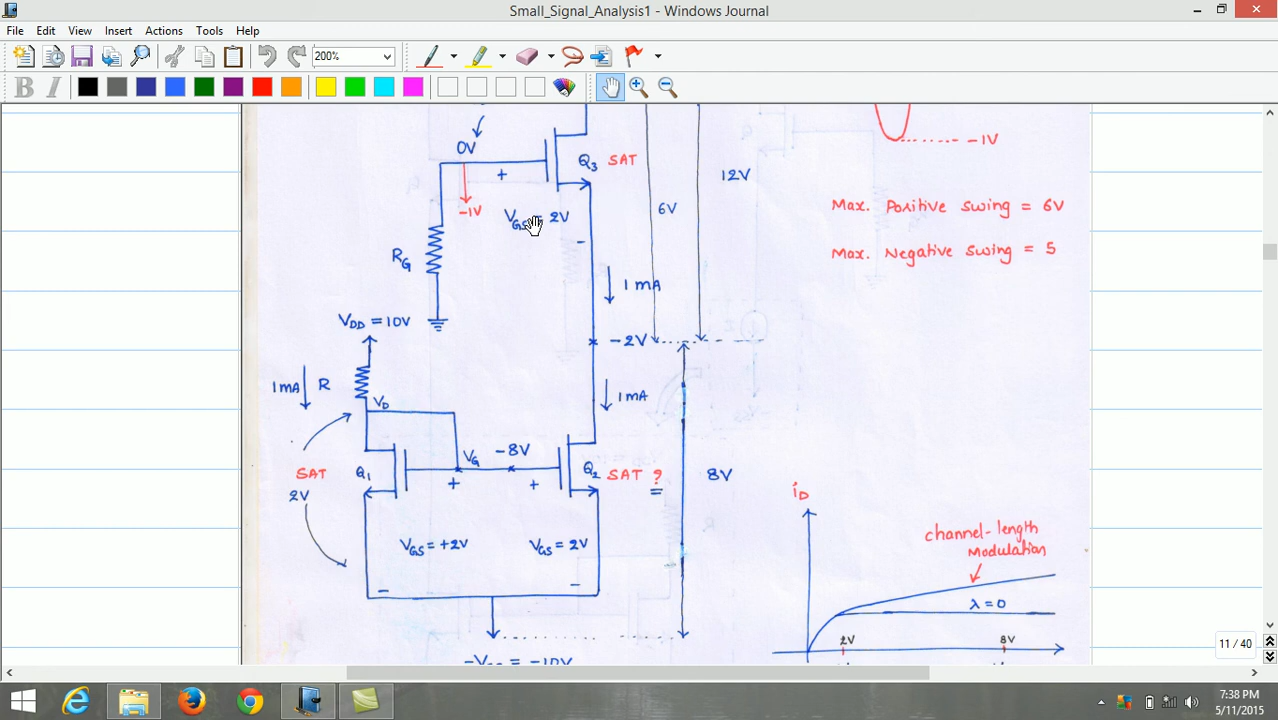 Small_Signal_Analysis1 - Windows Journal
File Edit View Insert Actions Tools Help
200%
B I
0V
-1V
+
Q3 SAT
VGS = 2V
-
RG
6V
12V
-1V
Max. Positive swing = 6V
Max. Negative swing = 5
1 mA
VDD = 10V
-2V
1mA R
1 mA
VD
SAT
2V
Q1
VG
-8V
+
+
Q2 SAT ?
8V
VGS = +2V
VGS = 2V
-
-
iD
channel-length
Modulation
λ = 0
2V
8V
= -10V
11 / 40
7:38 PM
5/11/2015